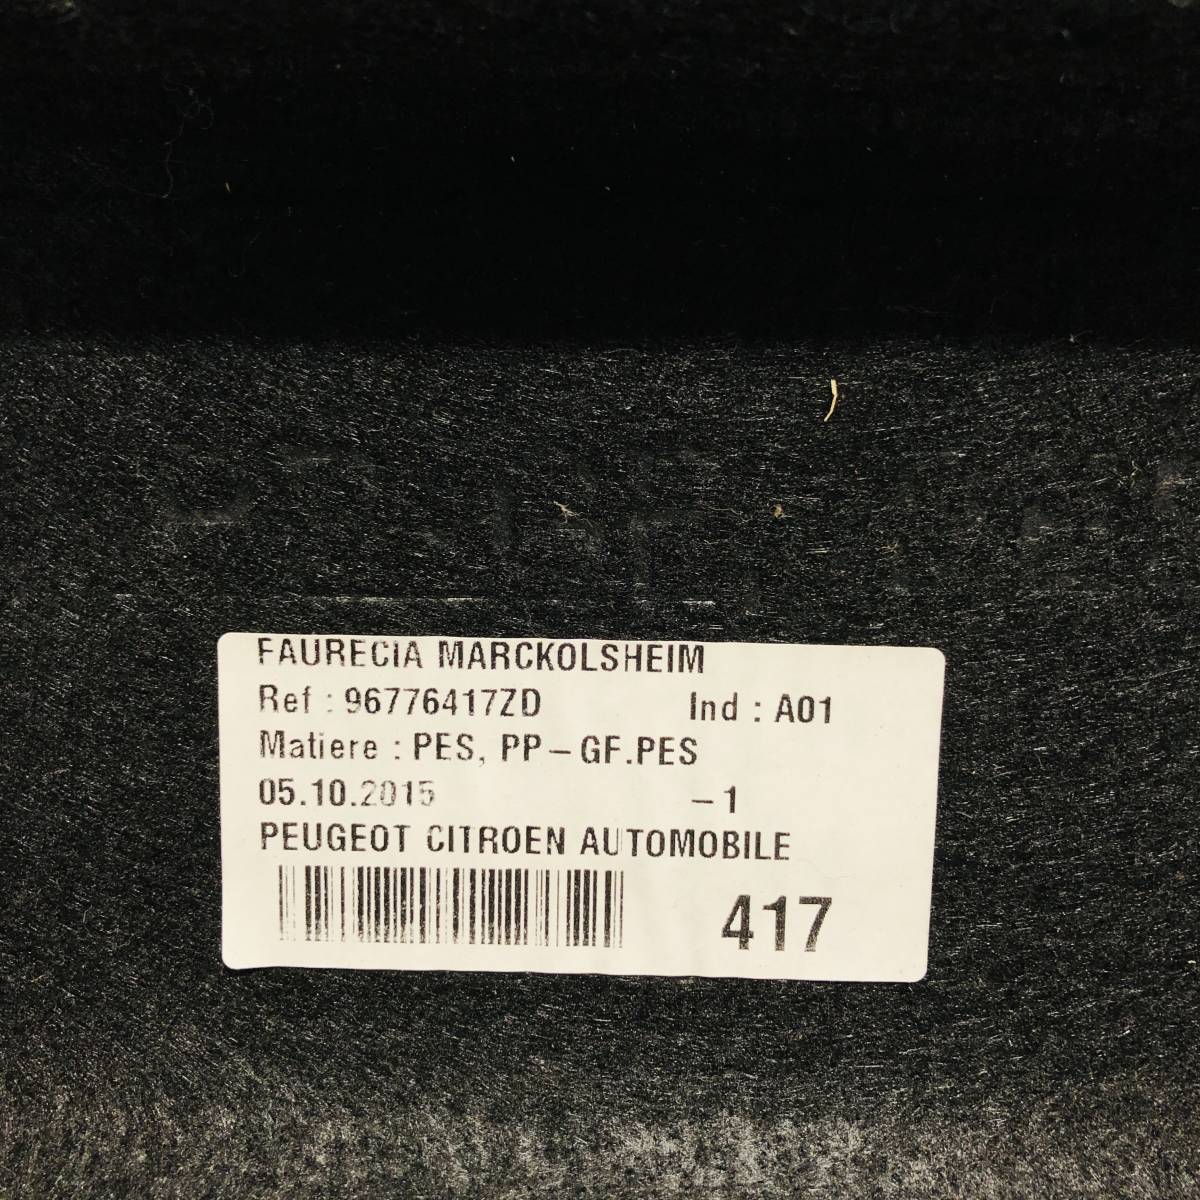 FAURECIA MARCKOLSHEIM
Ref : 96776417ZD Ind : A01
Matiere : PES, PP-GF.PES
05.10.2015 -1
PEUGEOT CITROEN AUTOMOBILE
417